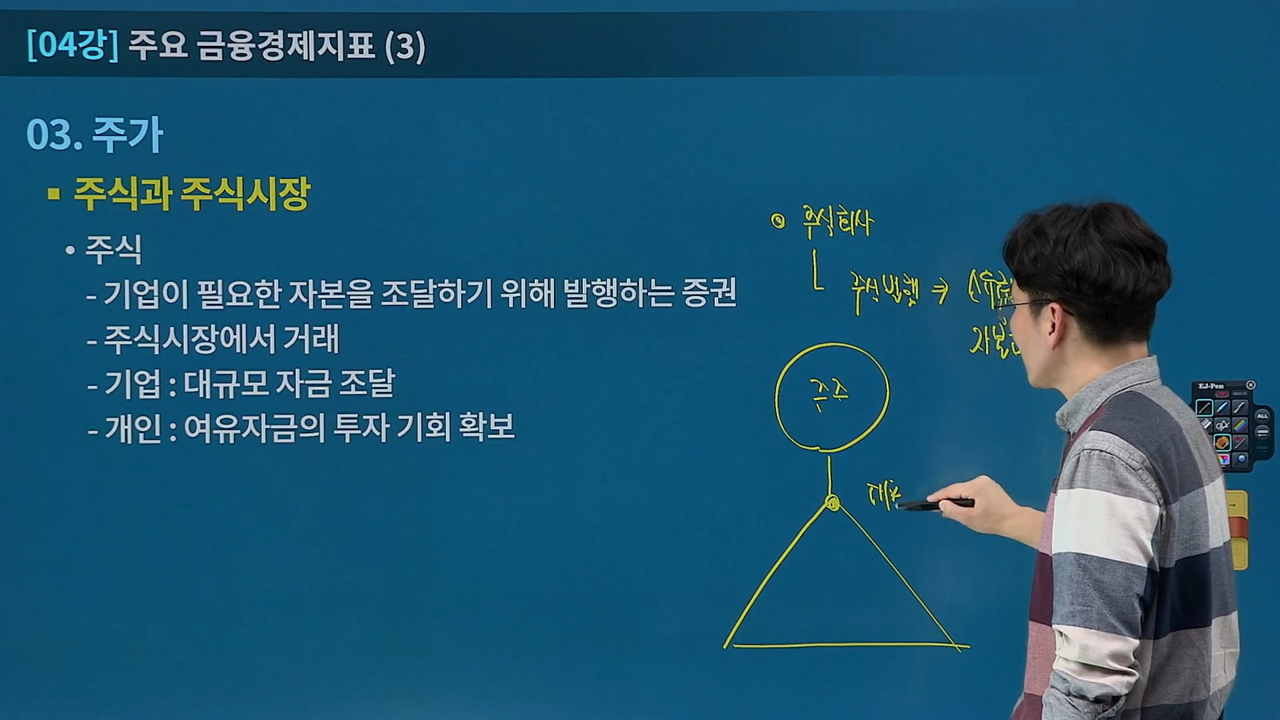 [04강] 주요 금융경제지표 (3)
03. 주가
▪ 주식과 주식시장
• 주식
- 기업이 필요한 자본을 조달하기 위해 발행하는 증권
- 주식시장에서 거래
- 기업 : 대규모 자금 조달
- 개인 : 여유자금의 투자 기회 확보
주식회사
주식발행 →
주주
EJ-Pen
ALL